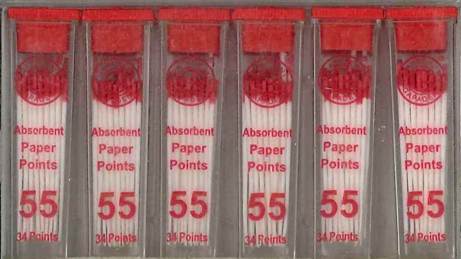 Absorbent Absorbent Absorbent Absorbent Absorbent Absorbent
Paper Paper Paper Paper Paper Paper
Points Points Points Points Points Points
55 55 55 55 55 55
34 Points 34 Points 34 Points 34 Points 34 Points 34 Points